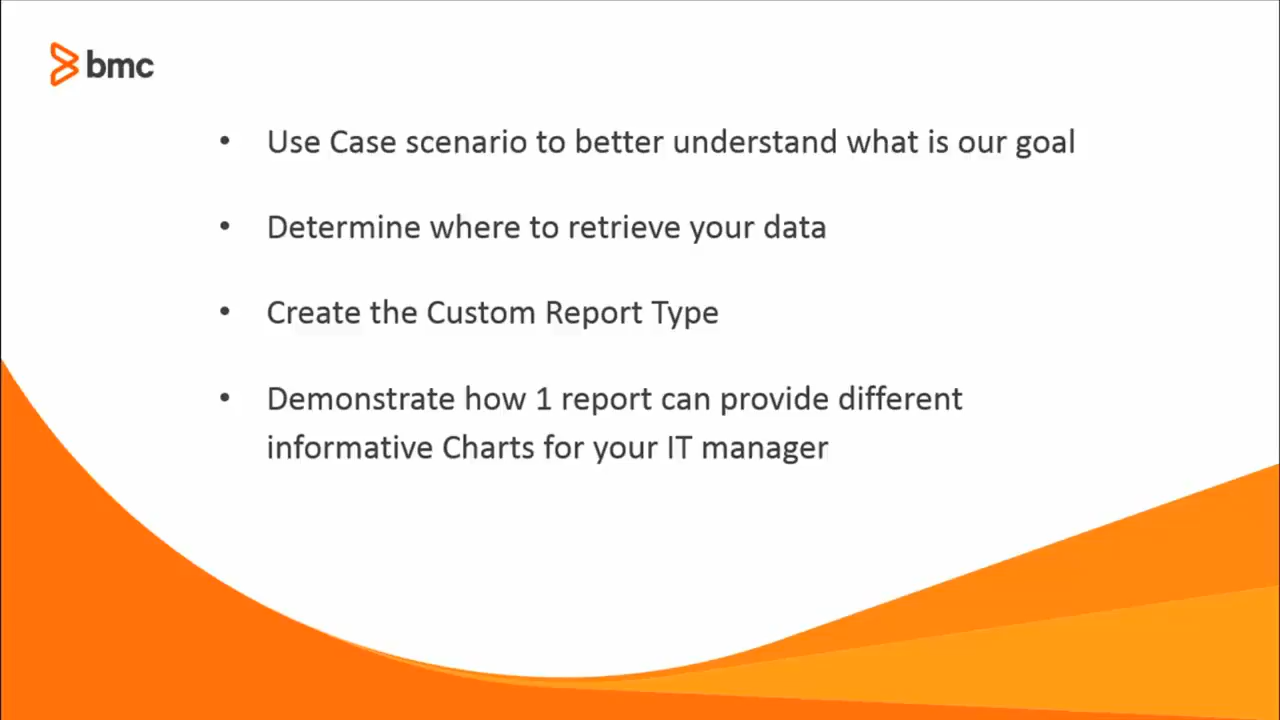 bmc
• Use Case scenario to better understand what is our goal
• Determine where to retrieve your data
• Create the Custom Report Type
• Demonstrate how 1 report can provide different
informative Charts for your IT manager